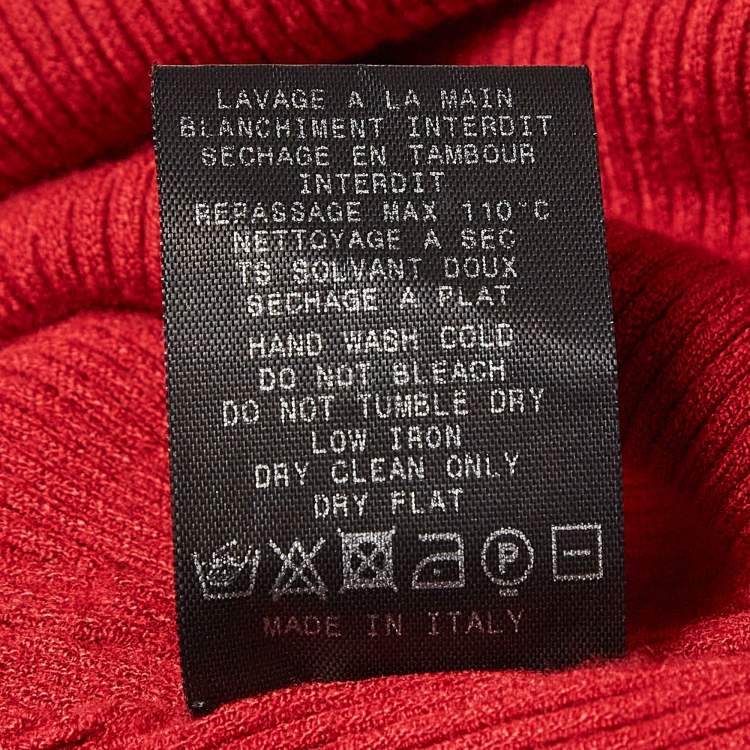 LAVAGE A LA MAIN
BLANCHIMENT INTERDIT
SECHAGE EN TAMBOUR
INTERDIT
REPASSAGE MAX 110°C
NETTOYAGE A SEC
TS SOLVANT DOUX
SECHAGE A PLAT
HAND WASH COLD
DO NOT BLEACH
DO NOT TUMBLE DRY
LOW IRON
DRY CLEAN ONLY
DRY FLAT
P
MADE IN ITALY